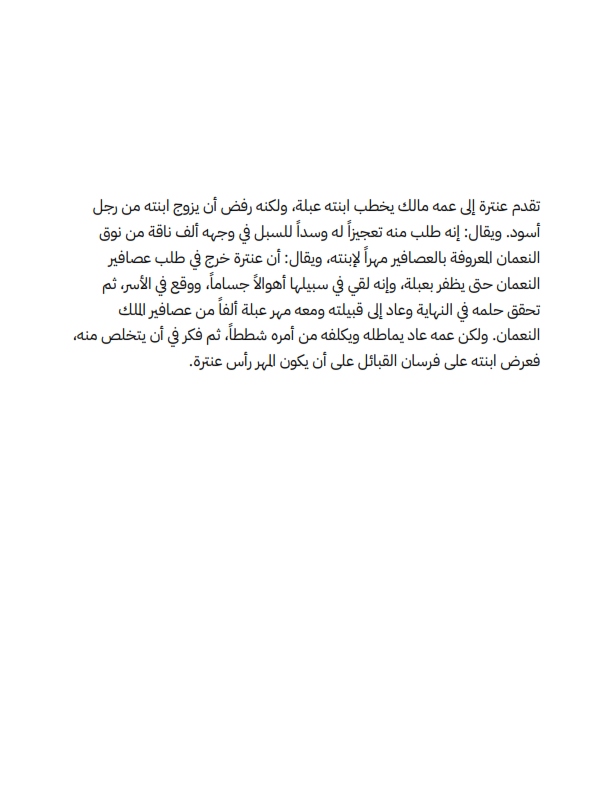 تقدم عنترة إلى عمه مالك يخطب ابنته عبلة، ولكنه رفض أن يزوج ابنته من رجل
أسود. ويقال: إنه طلب منه تعجيزاً له وسداً للسبل في وجهه ألف ناقة من نوق
النعمان المعروفة بالعصافير مهراً لإبنته، ويقال: أن عنترة خرج في طلب عصافير
النعمان حتى يظفر بعبلة، وإنه لقي في سبيلها أهوالاً جساماً، ووقع في الأسر، ثم
تحقق حلمه في النهاية وعاد إلى قبيلته ومعه مهر عبلة ألفاً من عصافير الملك
النعمان. ولكن عمه عاد يماطله ويكلفه من أمره شططاً، ثم فكر في أن يتخلص منه،
فعرض ابنته على فرسان القبائل على أن يكون المهر رأس عنترة.